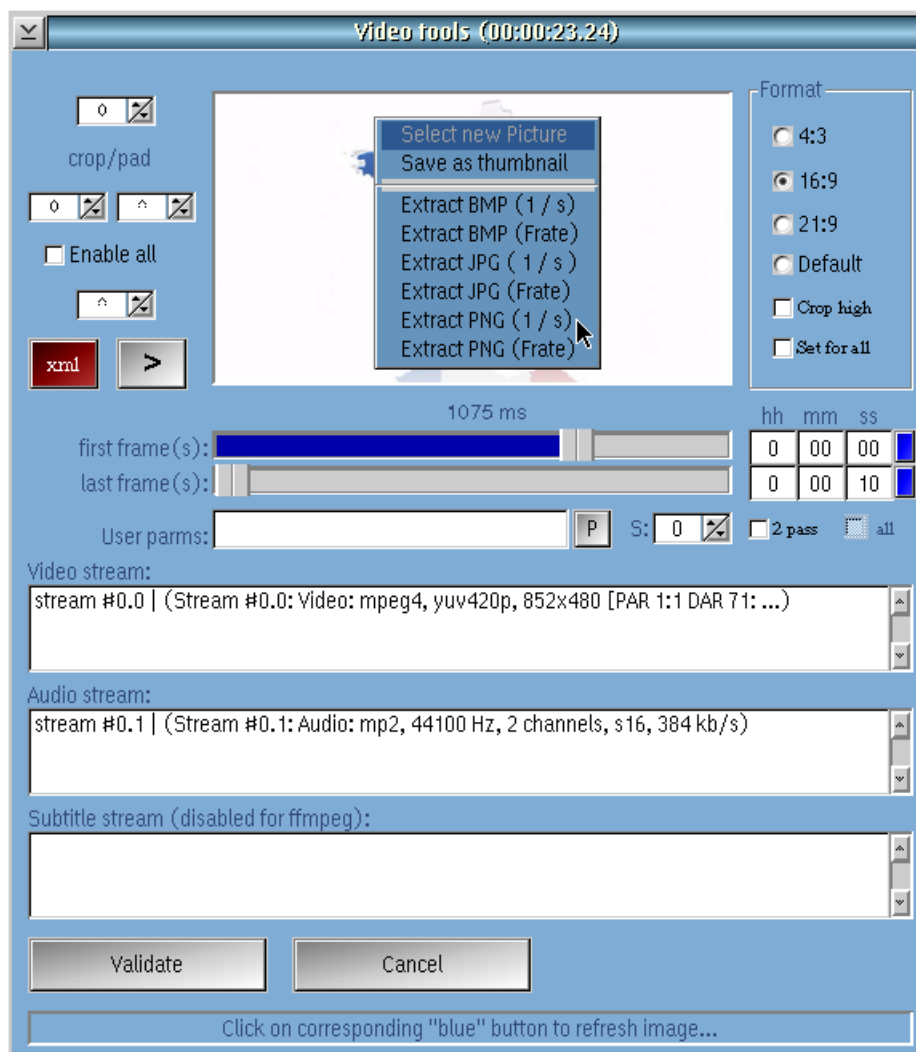 Video tools (00:00:23.24)
Format
0
crop/pad
0 ^
Enable all
^
xml >
Select new Picture
Save as thumbnail
Extract BMP (1 / s)
Extract BMP (Frate)
Extract JPG ( 1 / s )
Extract JPG (Frate)
Extract PNG (1 / s)
Extract PNG (Frate)
4:3
16:9
21:9
Default
Crop high
Set for all
1075 ms
hh mm ss
first frame(s): 0 00 00
last frame(s): 0 00 10
User parms: P S: 0 2 pass all
Video stream:
stream #0.0 | (Stream #0.0: Video: mpeg4, yuv420p, 852x480 [PAR 1:1 DAR 71: ...)
Audio stream:
stream #0.1 | (Stream #0.1: Audio: mp2, 44100 Hz, 2 channels, s16, 384 kb/s)
Subtitle stream (disabled for ffmpeg):
Validate Cancel
Click on corresponding "blue" button to refresh image...